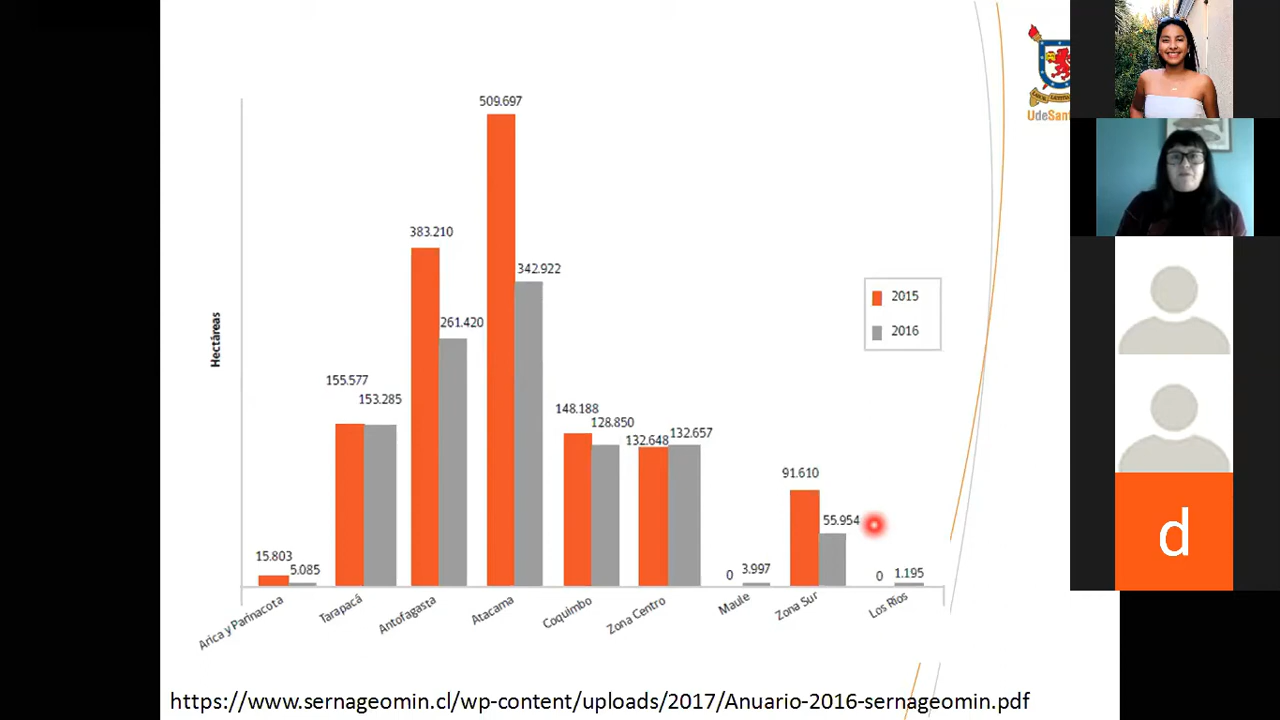 509.697
383.210
342.922
261.420
2015
2016
Hectáreas
155.577
153.285
148.188
128.850
132.648
132.657
91.610
55.954
15.803
5.085
0
3.997
0
1.195
Arica y Parinacota
Tarapacá
Antofagasta
Atacama
Coquimbo
Zona Centro
Maule
Zona Sur
Los Ríos
https://www.sernageomin.cl/wp-content/uploads/2017/Anuario-2016-sernageomin.pdf
UdeSant
d